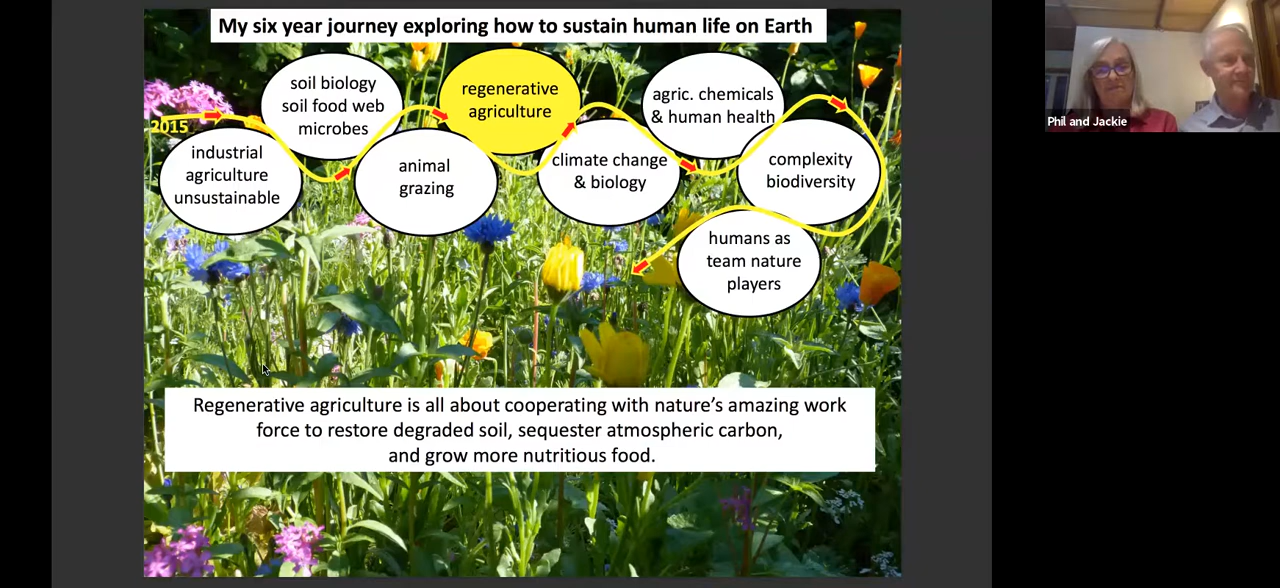 My six year journey exploring how to sustain human life on Earth
2015
industrial
agriculture
unsustainable
soil biology
soil food web
microbes
animal
grazing
regenerative
agriculture
climate change
& biology
agric. chemicals
& human health
complexity
biodiversity
humans as
team nature
players
Regenerative agriculture is all about cooperating with nature’s amazing work
force to restore degraded soil, sequester atmospheric carbon,
and grow more nutritious food.
Phil and Jackie